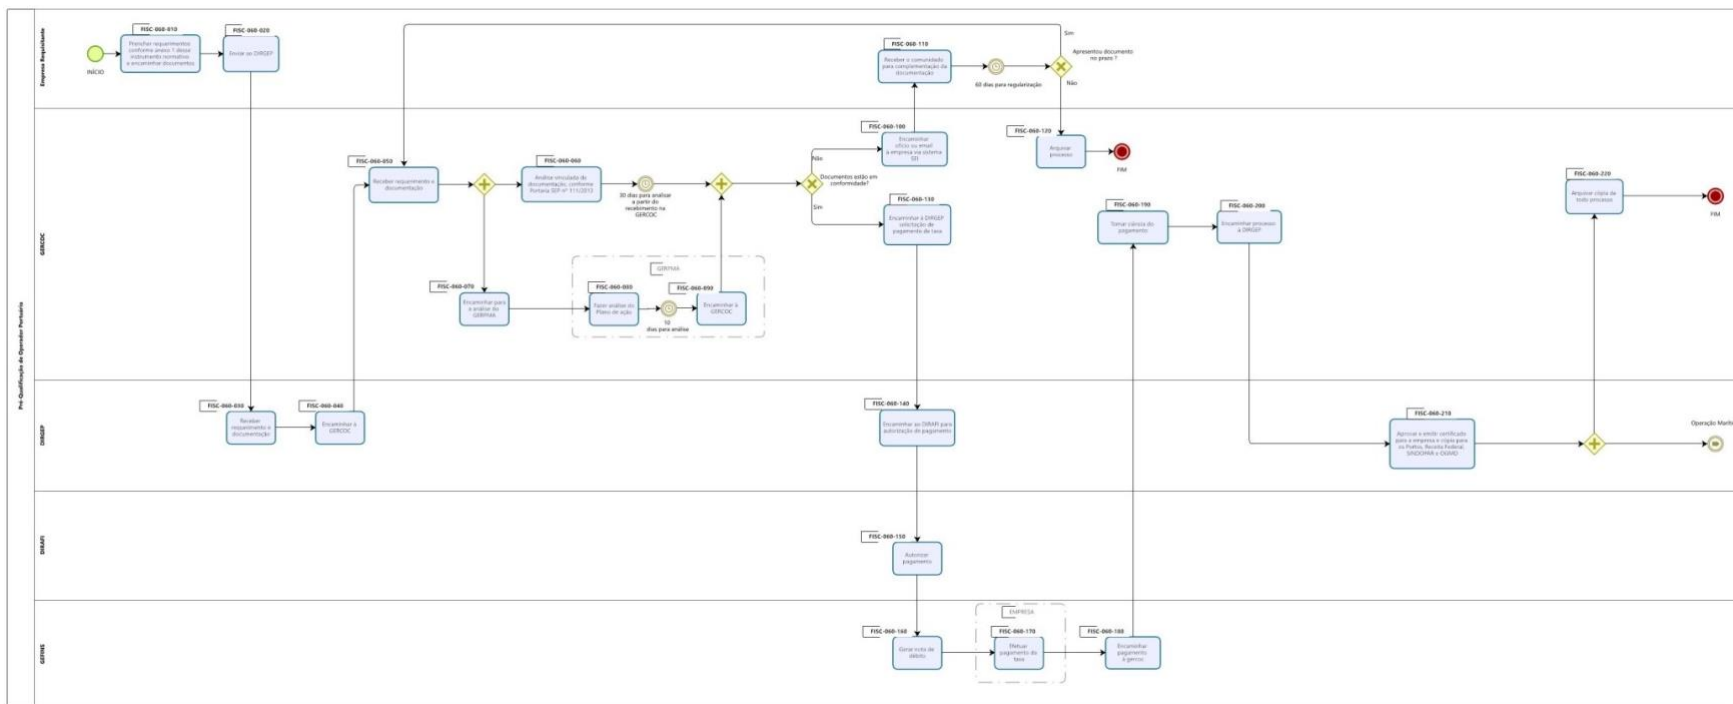 Pré-Qualificação de Operador Portuário
Empresa Requisitante
INÍCIO
FISC-060-010
Preencher requerimentos
conforme anexo 1 desse
instrumento normativo
e encaminhar documentos
FISC-060-020
Enviar ao DIRGEP
FISC-060-110
Receber o comunicado
para complementação da
documentação
60 dias para regularização
Sim
Apresentou documento
no prazo ?
Não
GERCOC
FISC-060-050
Receber requerimento e
documentação
FISC-060-060
Análise vinculada da
documentação, conforme
Portaria SEP nº 111/2013
30 dias para análise
a partir do
recebimento na
GERCOC
FISC-060-070
Encaminhar para
a análise da
GERMAN
FISC-060-080
Fazer análise do
Plano de ação
10
dias para análise
FISC-060-090
Encaminhar à
GERCOC
Não
Documentos estão em
conformidade?
Sim
FISC-060-100
Encaminhar
ofício ou email
a empresa via sistema
SEI
FISC-060-130
Encaminhar à DIRGEP
solicitação de
pagamento de taxa
FISC-060-120
Arquivar
processo
FIM
FISC-060-190
Tomar ciência do
pagamento
FISC-060-200
Encaminhar processo
à DIRGEP
FISC-060-220
Arquivar cópia de
todo processo
FIM
DIRGEP
FISC-060-030
Receber
requerimento e
documentação
FISC-060-040
Encaminhar à
GERCOC
FISC-060-140
Encaminhar ao DIRAFI para
autorização de pagamento
FISC-060-210
Aprovar e emitir certificado
para a empresa e cópia para
os Portos, Receita Federal,
SINDOPAR e OGMO
DIRAFI
FISC-060-150
Autorizar
pagamento
FISC-060-160
Gerar nota de
débito
EMPRESA
FISC-060-170
Efetuar
pagamento da
taxa
FISC-060-180
Encaminhar
pagamento
à gercoc